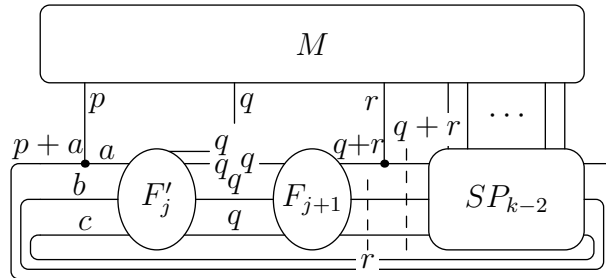 M
p q r
... q + r
p + a a q q+r
q q
b F'_j q F_{j+1} SP_{k-2}
c q
r